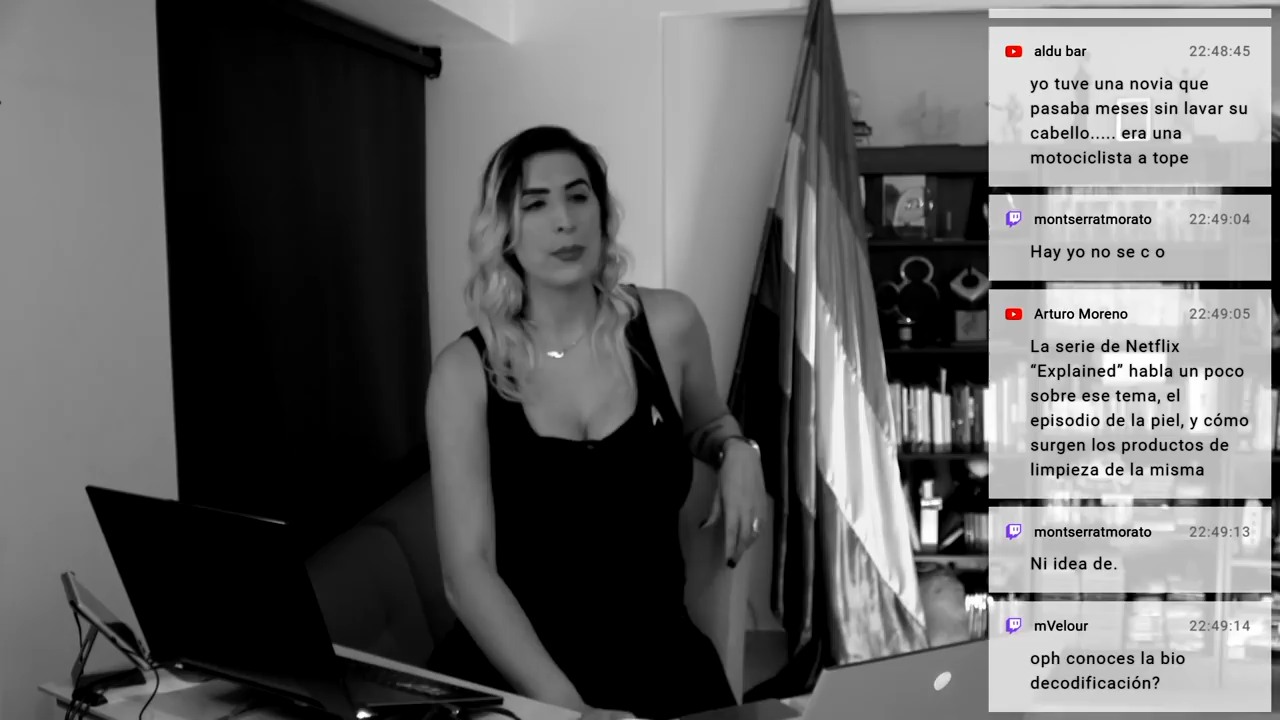 aldu bar 22:48:45
yo tuve una novia que
pasaba meses sin lavar su
cabello..... era una
motociclista a tope
montserratmorato 22:49:04
Hay yo no se c o
Arturo Moreno 22:49:05
La serie de Netflix
“Explained” habla un poco
sobre ese tema, el
episodio de la piel, y cómo
surgen los productos de
limpieza de la misma
montserratmorato 22:49:13
Ni idea de.
mVelour 22:49:14
oph conoces la bio
decodificación?